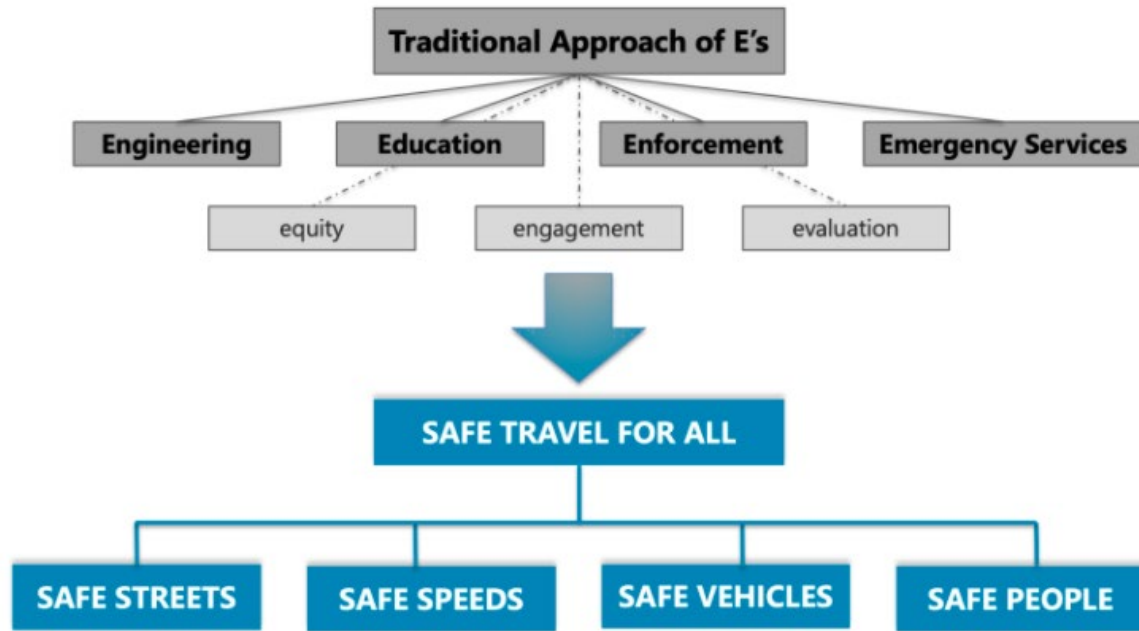 Traditional Approach of E's
Engineering
Education
Enforcement
Emergency Services
equity
engagement
evaluation
SAFE TRAVEL FOR ALL
SAFE STREETS
SAFE SPEEDS
SAFE VEHICLES
SAFE PEOPLE